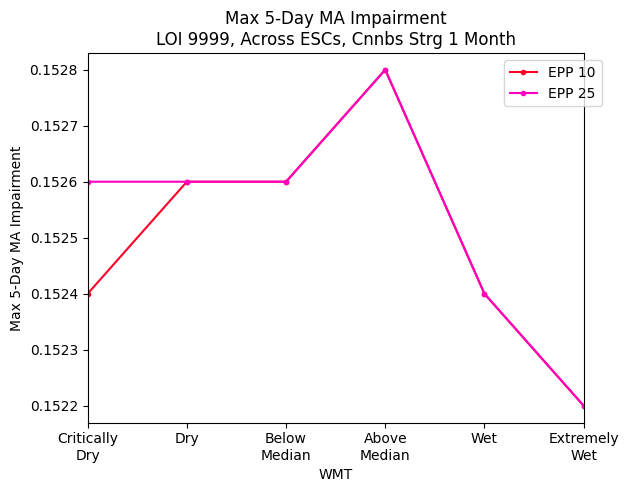 Max 5-Day MA Impairment
LOI 9999, Across ESCs, Cnnbs Strg 1 Month
EPP 10
EPP 25
Max 5-Day MA Impairment
0.1528
0.1527
0.1526
0.1525
0.1524
0.1523
0.1522
Critically
Dry
Dry
Below
Median
Above
Median
Wet
Extremely
Wet
WMT